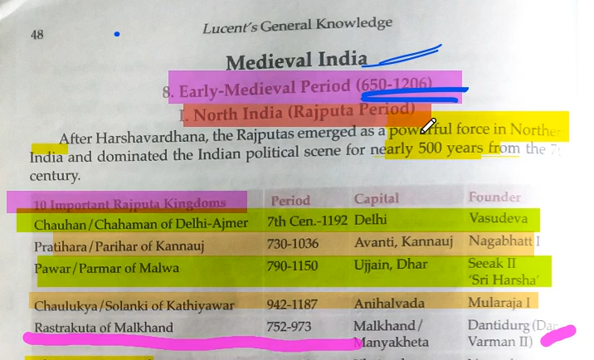 48
Lucent's General Knowledge
Medieval India
8. Early-Medieval Period (650-1206)
I. North India (Rajputa Period)
After Harshavardhana, the Rajputas emerged as a powerful force in Northe
India and dominated the Indian political scene for nearly 500 years from the 7
century.
10 Important Rajputa Kingdoms Period Capital Founder
Chauhan/Chahaman of Delhi-Ajmer 7th Cen.-1192 Delhi Vasudeva
Pratihara/Parihar of Kannauj 730-1036 Avanti, Kannauj Nagabhatt I
Pawar/Parmar of Malwa 790-1150 Ujjain, Dhar Seeak II
'Sri Harsha'
Chaulukya/Solanki of Kathiyawar 942-1187 Anihalvada Mularaja I
Rastrakuta of Malkhand 752-973 Malkhand/ Dantidurg (Dan
Manyakheta Varman II)